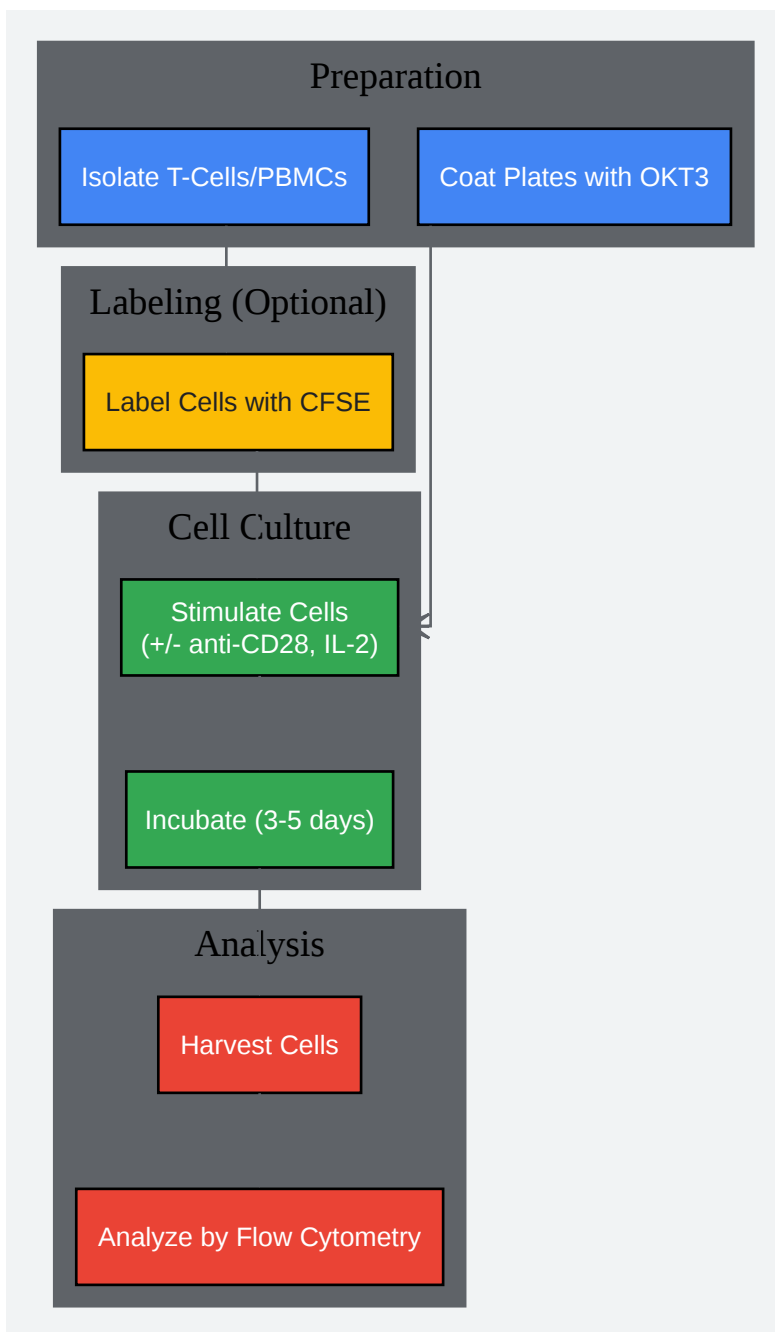 Preparation
Isolate T-Cells/PBMCs
Coat Plates with OKT3
Labeling (Optional)
Label Cells with CFSE
Cell Culture
Stimulate Cells
(+/- anti-CD28, IL-2)
Incubate (3-5 days)
Analysis
Harvest Cells
Analyze by Flow Cytometry